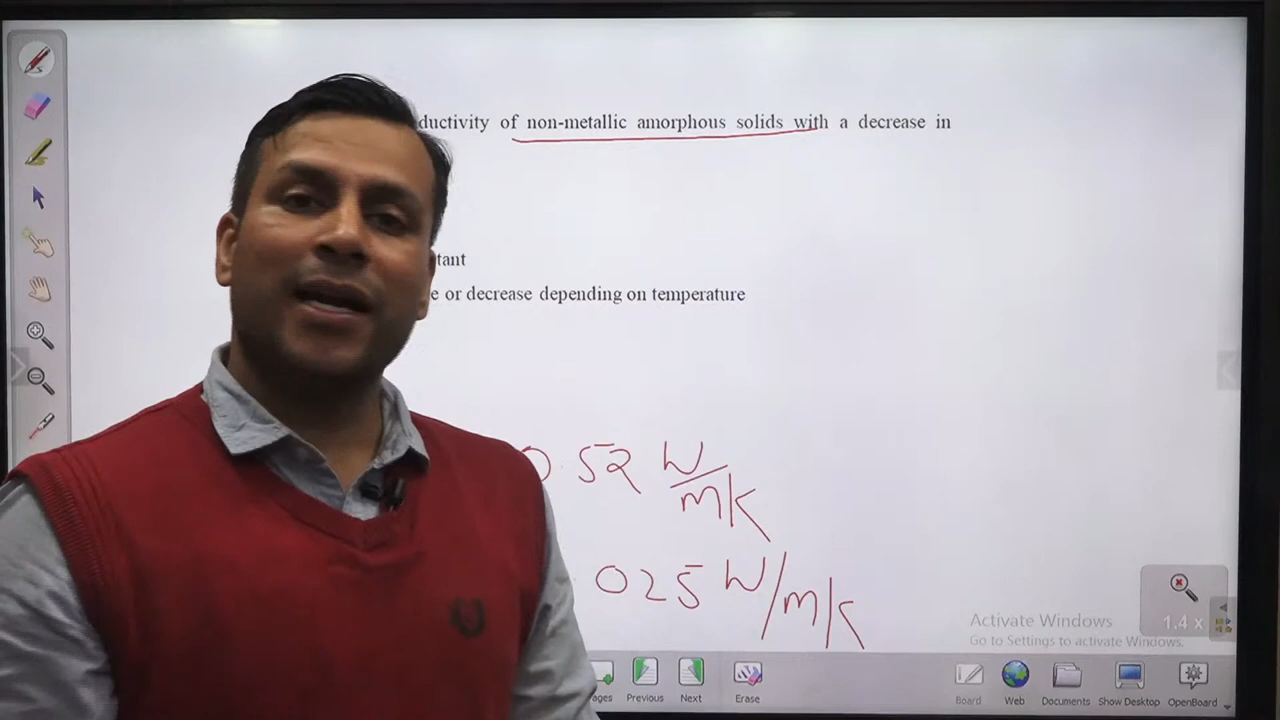 ductivity of non-metallic amorphous solids with a decrease in
tant
e or decrease depending on temperature
0.52 W/mK
025 W/mK
Activate Windows
Go to Settings to activate Windows.
1.4 x
ages Previous Next Erase Board Web Documents Show Desktop OpenBoard